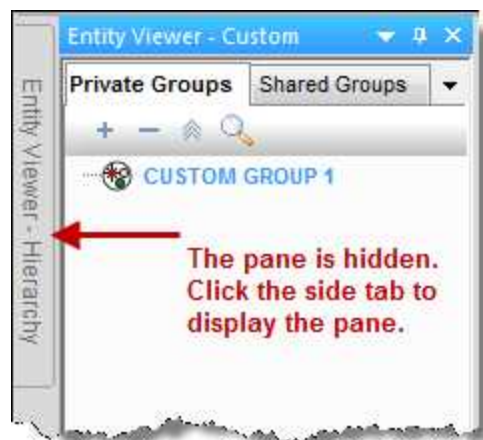 Entity Viewer - Custom
Private Groups Shared Groups
CUSTOM GROUP 1
Entity Viewer - Hierarchy
The pane is hidden.
Click the side tab to
display the pane.